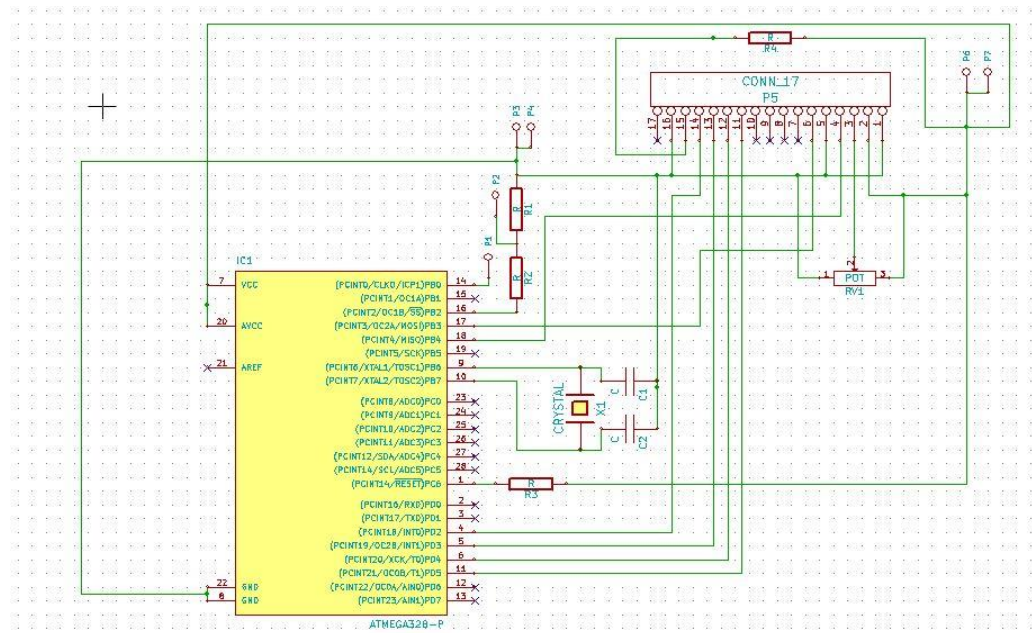 R
R4
P6
P7
CONN_17
P5
17
16
15
14
13
12
11
10
9
8
7
6
5
4
3
2
1
P3
P4
P2
R
R1
P1
R
R2
2
1
POT
3
RV1
IC1
7
VCC
(PCINT0/CLKO/ICP1)PB0
14
(PCINT1/OC1A)PB1
15
(PCINT2/OC1B/SS)PB2
16
20
AVCC
(PCINT3/OC2A/MOSI)PB3
17
(PCINT4/MISO)PB4
18
(PCINT5/SCK)PB5
19
21
AREF
(PCINT6/XTAL1/TOSC1)PB6
9
(PCINT7/XTAL2/TOSC2)PB7
10
CRYSTAL
X1
C
C1
C
C2
(PCINT8/ADC0)PC0
23
(PCINT9/ADC1)PC1
24
(PCINT10/ADC2)PC2
25
(PCINT11/ADC3)PC3
26
(PCINT12/SDA/ADC4)PC4
27
(PCINT14/SCL/ADC5)PC5
28
(PCINT14/RESET)PC6
1
R
R3
(PCINT16/RXD)PD0
2
(PCINT17/TXD)PD1
3
(PCINT18/INT0)PD2
4
(PCINT19/OC2B/INT1)PD3
5
(PCINT20/XCK/T0)PD4
6
(PCINT21/OC0B/T1)PD5
11
22
GND
(PCINT22/OC0A/AIN0)PD6
12
8
GND
(PCINT23/AIN1)PD7
13
ATMEGA328-P